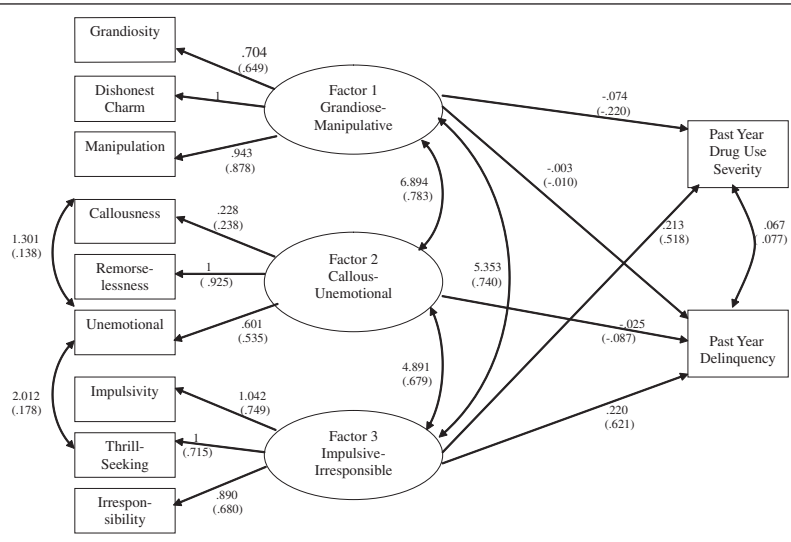 Grandiosity
Dishonest
Charm
Manipulation
Callousness
Remorse-
lessness
Unemotional
Impulsivity
Thrill-
Seeking
Irrespon-
sibility
1.301
(.138)
2.012
(.178)
.704
(.649)
1
.943
(.878)
.228
(.238)
1
( .925)
.601
(.535)
1.042
(.749)
1
(.715)
.890
(.680)
Factor 1
Grandiose-
Manipulative
Factor 2
Callous-
Unemotional
Factor 3
Impulsive-
Irresponsible
6.894
(.783)
5.353
(.740)
4.891
(.679)
-.074
(-.220)
-.003
(-.010)
.213
(.518)
-.025
(-.087)
.220
(.621)
Past Year
Drug Use
Severity
.067
.077)
Past Year
Delinquency